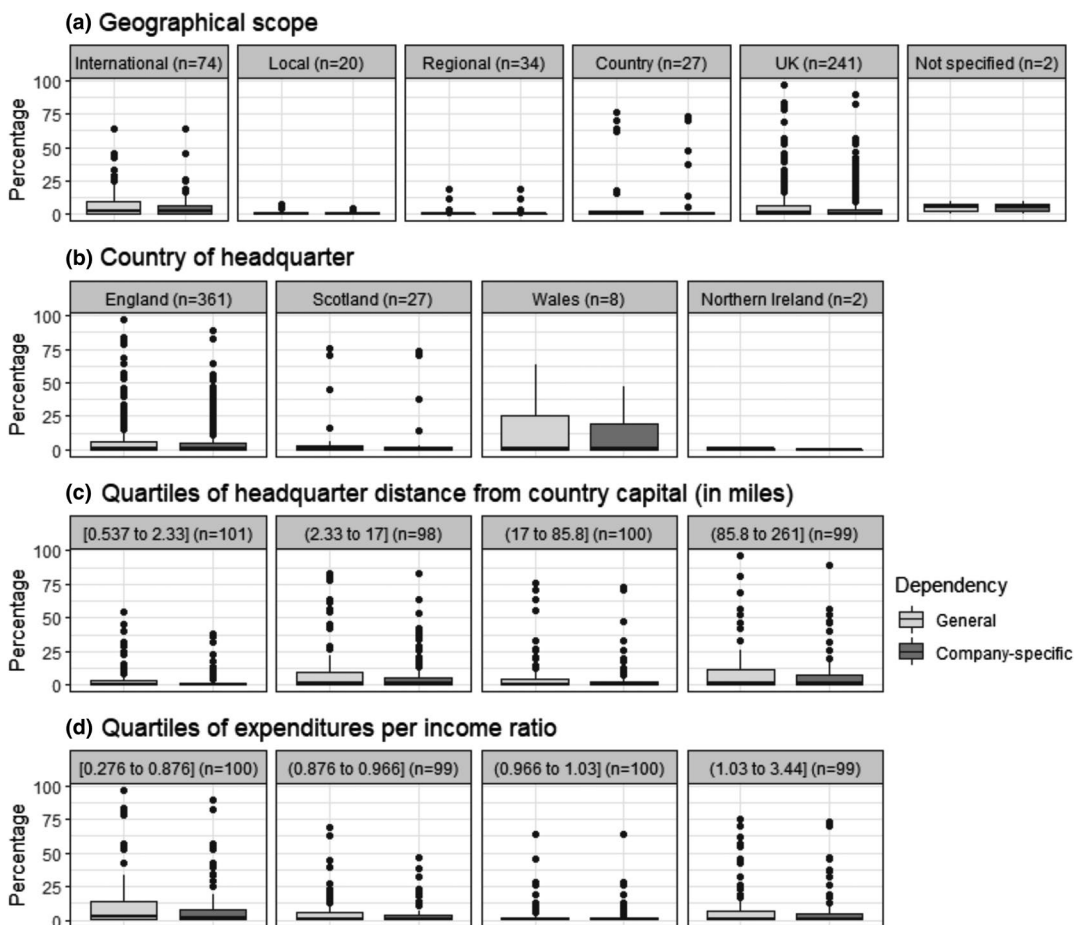 (a) Geographical scope
International (n=74) Local (n=20) Regional (n=34) Country (n=27) UK (n=241) Not specified (n=2)
100
75
50
25
0
Percentage
(b) Country of headquarter
England (n=361) Scotland (n=27) Wales (n=8) Northern Ireland (n=2)
100
75
50
25
0
Percentage
(c) Quartiles of headquarter distance from country capital (in miles)
[0.537 to 2.33] (n=101) (2.33 to 17] (n=98) (17 to 85.8] (n=100) (85.8 to 261] (n=99)
100
75
50
25
0
Percentage
Dependency
General
Company-specific
(d) Quartiles of expenditures per income ratio
[0.276 to 0.876] (n=100) (0.876 to 0.966] (n=99) (0.966 to 1.03] (n=100) (1.03 to 3.44] (n=99)
100
75
50
25
0
Percentage